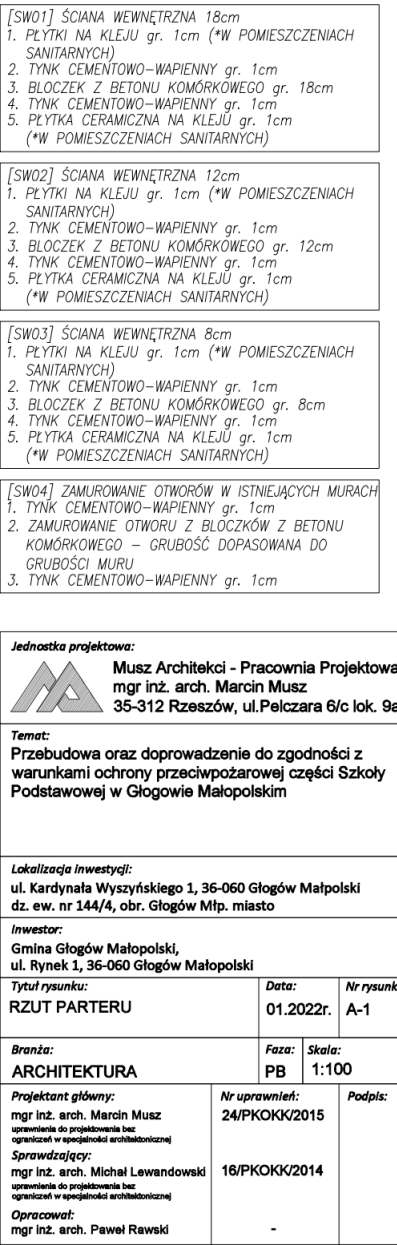 [SW01] ŚCIANA WEWNĘTRZNA 18cm
1. PŁYTKI NA KLEJU gr. 1cm (*W POMIESZCZENIACH
SANITARNYCH)
2. TYNK CEMENTOWO-WAPIENNY gr. 1cm
3. BLOCZEK Z BETONU KOMÓRKOWEGO gr. 18cm
4. TYNK CEMENTOWO-WAPIENNY gr. 1cm
5. PŁYTKA CERAMICZNA NA KLEJU gr. 1cm
(*W POMIESZCZENIACH SANITARNYCH)
[SW02] ŚCIANA WEWNĘTRZNA 12cm
1. PŁYTKI NA KLEJU gr. 1cm (*W POMIESZCZENIACH
SANITARNYCH)
2. TYNK CEMENTOWO-WAPIENNY gr. 1cm
3. BLOCZEK Z BETONU KOMÓRKOWEGO gr. 12cm
4. TYNK CEMENTOWO-WAPIENNY gr. 1cm
5. PŁYTKA CERAMICZNA NA KLEJU gr. 1cm
(*W POMIESZCZENIACH SANITARNYCH)
[SW03] ŚCIANA WEWNĘTRZNA 8cm
1. PŁYTKI NA KLEJU gr. 1cm (*W POMIESZCZENIACH
SANITARNYCH)
2. TYNK CEMENTOWO-WAPIENNY gr. 1cm
3. BLOCZEK Z BETONU KOMÓRKOWEGO gr. 8cm
4. TYNK CEMENTOWO-WAPIENNY gr. 1cm
5. PŁYTKA CERAMICZNA NA KLEJU gr. 1cm
(*W POMIESZCZENIACH SANITARNYCH)
[SW04] ZAMUROWANIE OTWORÓW W ISTNIEJĄCYCH MURACH
1. TYNK CEMENTOWO-WAPIENNY gr. 1cm
2. ZAMUROWANIE OTWORU Z BLOCZKÓW Z BETONU
KOMÓRKOWEGO – GRUBOŚĆ DOPASOWANA DO
GRUBOŚCI MURU
3. TYNK CEMENTOWO-WAPIENNY gr. 1cm
Jednostka projektowa:
Musz Architekci - Pracownia Projektowa
mgr inż. arch. Marcin Musz
35-312 Rzeszów, ul.Pelczara 6/c lok. 9a
Temat:
Przebudowa oraz doprowadzenie do zgodności z
warunkami ochrony przeciwpożarowej części Szkoły
Podstawowej w Głogowie Małopolskim
Lokalizacja inwestycji:
ul. Kardynała Wyszyńskiego 1, 36-060 Głogów Małpolski
dz. ew. nr 144/4, obr. Głogów Młp. miasto
Inwestor:
Gmina Głogów Małopolski,
ul. Rynek 1, 36-060 Głogów Małopolski
Tytuł rysunku: Data: Nr rysunk
RZUT PARTERU 01.2022r. A-1
Branża: Faza: Skala:
ARCHITEKTURA PB 1:100
Projektant główny: Nr uprawnień: Podpis:
mgr inż. arch. Marcin Musz 24/PKOKK/2015
uprawnienia do projektowania bez
ograniczeń w specjalności architektonicznej
Sprawdzający:
mgr inż. arch. Michał Lewandowski 16/PKOKK/2014
uprawnienia do projektowania bez
ograniczeń w specjalności architektonicznej
Opracował:
mgr inż. arch. Paweł Rawski -